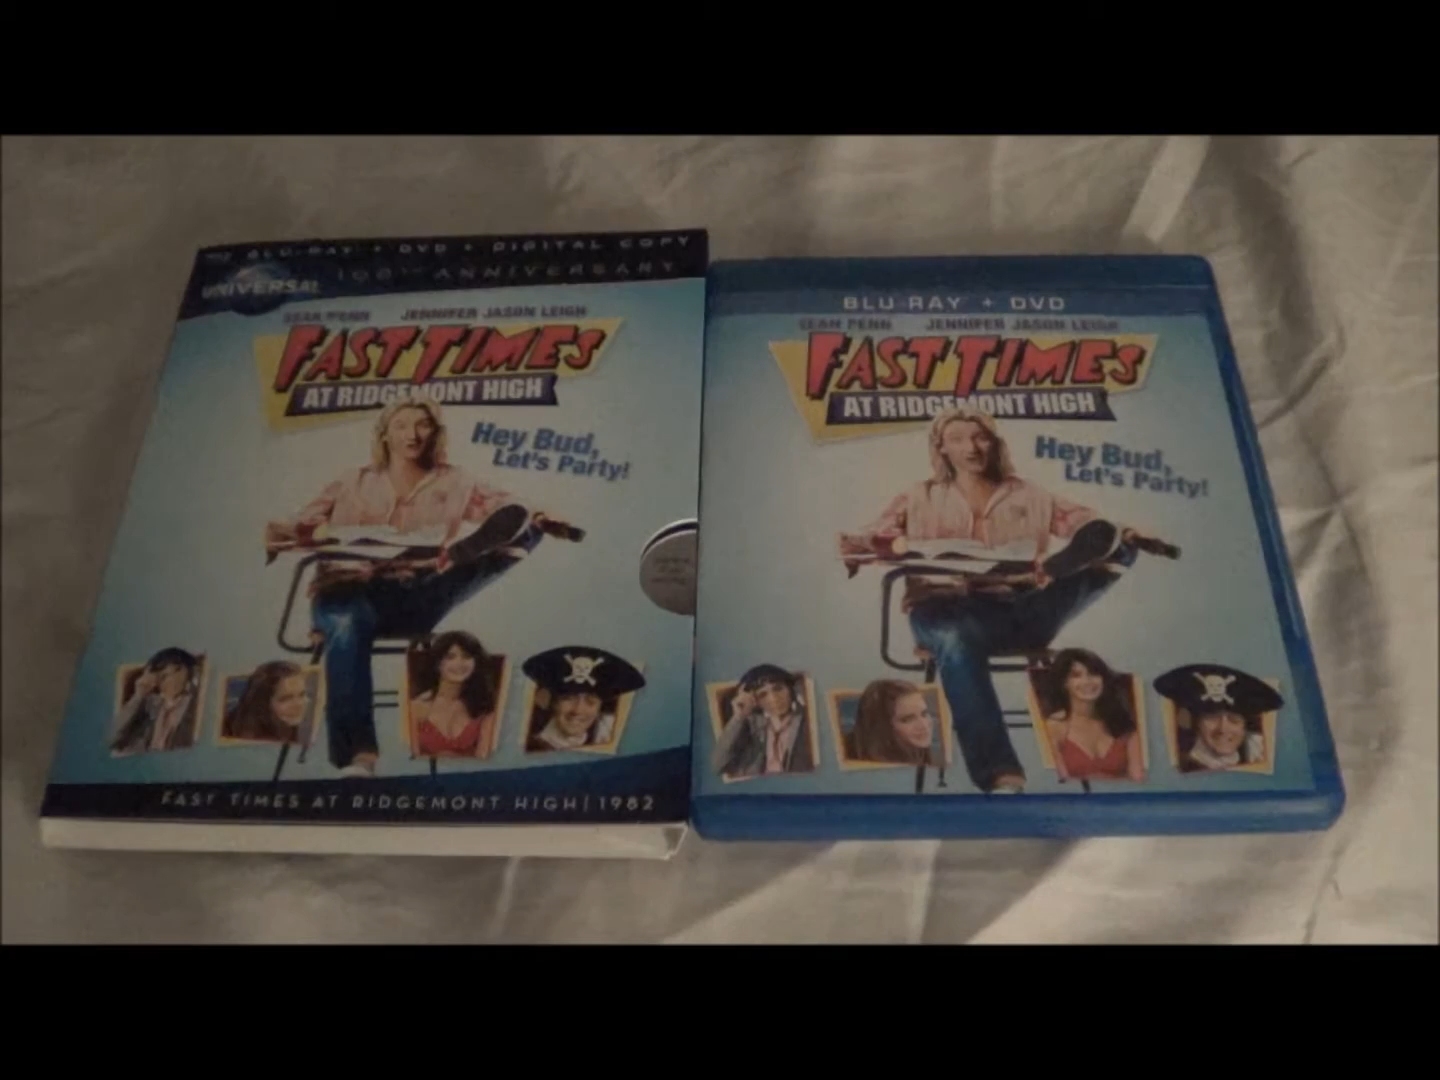 BLU-RAY + DVD + DIGITAL COPY
100TH ANNIVERSARY
UNIVERSAL
SEAN PENN JENNIFER JASON LEIGH
FAST TIMES
AT RIDGEMONT HIGH
Hey Bud,
Let's Party!
FAST TIMES AT RIDGEMONT HIGH | 1982
BLU-RAY + DVD
SEAN PENN JENNIFER JASON LEIGH
FAST TIMES
AT RIDGEMONT HIGH
Hey Bud,
Let's Party!